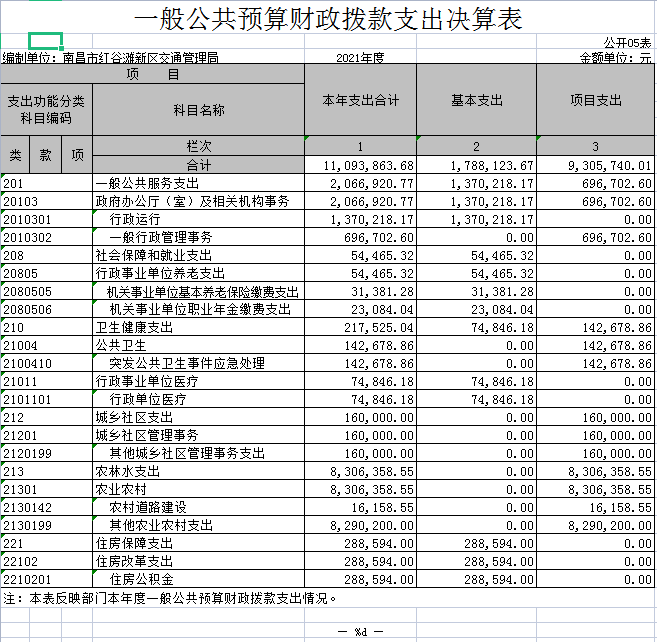 一般公共预算财政拨款支出决算表
公开05表
编制单位：南昌市红谷滩新区交通管理局 2021年度 金额单位：元
项 目 本年支出合计 基本支出 项目支出
支出功能分类科目编码 科目名称
类 款 项 栏次 1 2 3
合计 11,093,863.68 1,788,123.67 9,305,740.01
201 一般公共服务支出 2,066,920.77 1,370,218.17 696,702.60
20103 政府办公厅（室）及相关机构事务 2,066,920.77 1,370,218.17 696,702.60
2010301 行政运行 1,370,218.17 1,370,218.17 0.00
2010302 一般行政管理事务 696,702.60 0.00 696,702.60
208 社会保障和就业支出 54,465.32 54,465.32 0.00
20805 行政事业单位养老支出 54,465.32 54,465.32 0.00
2080505 机关事业单位基本养老保险缴费支出 31,381.28 31,381.28 0.00
2080506 机关事业单位职业年金缴费支出 23,084.04 23,084.04 0.00
210 卫生健康支出 217,525.04 74,846.18 142,678.86
21004 公共卫生 142,678.86 0.00 142,678.86
2100410 突发公共卫生事件应急处理 142,678.86 0.00 142,678.86
21011 行政事业单位医疗 74,846.18 74,846.18 0.00
2101101 行政单位医疗 74,846.18 74,846.18 0.00
212 城乡社区支出 160,000.00 0.00 160,000.00
21201 城乡社区管理事务 160,000.00 0.00 160,000.00
2120199 其他城乡社区管理事务支出 160,000.00 0.00 160,000.00
213 农林水支出 8,306,358.55 0.00 8,306,358.55
21301 农业农村 8,306,358.55 0.00 8,306,358.55
2130142 农村道路建设 16,158.55 0.00 16,158.55
2130199 其他农业农村支出 8,290,200.00 0.00 8,290,200.00
221 住房保障支出 288,594.00 288,594.00 0.00
22102 住房改革支出 288,594.00 288,594.00 0.00
2210201 住房公积金 288,594.00 288,594.00 0.00
注：本表反映部门本年度一般公共预算财政拨款支出情况。
— %d —